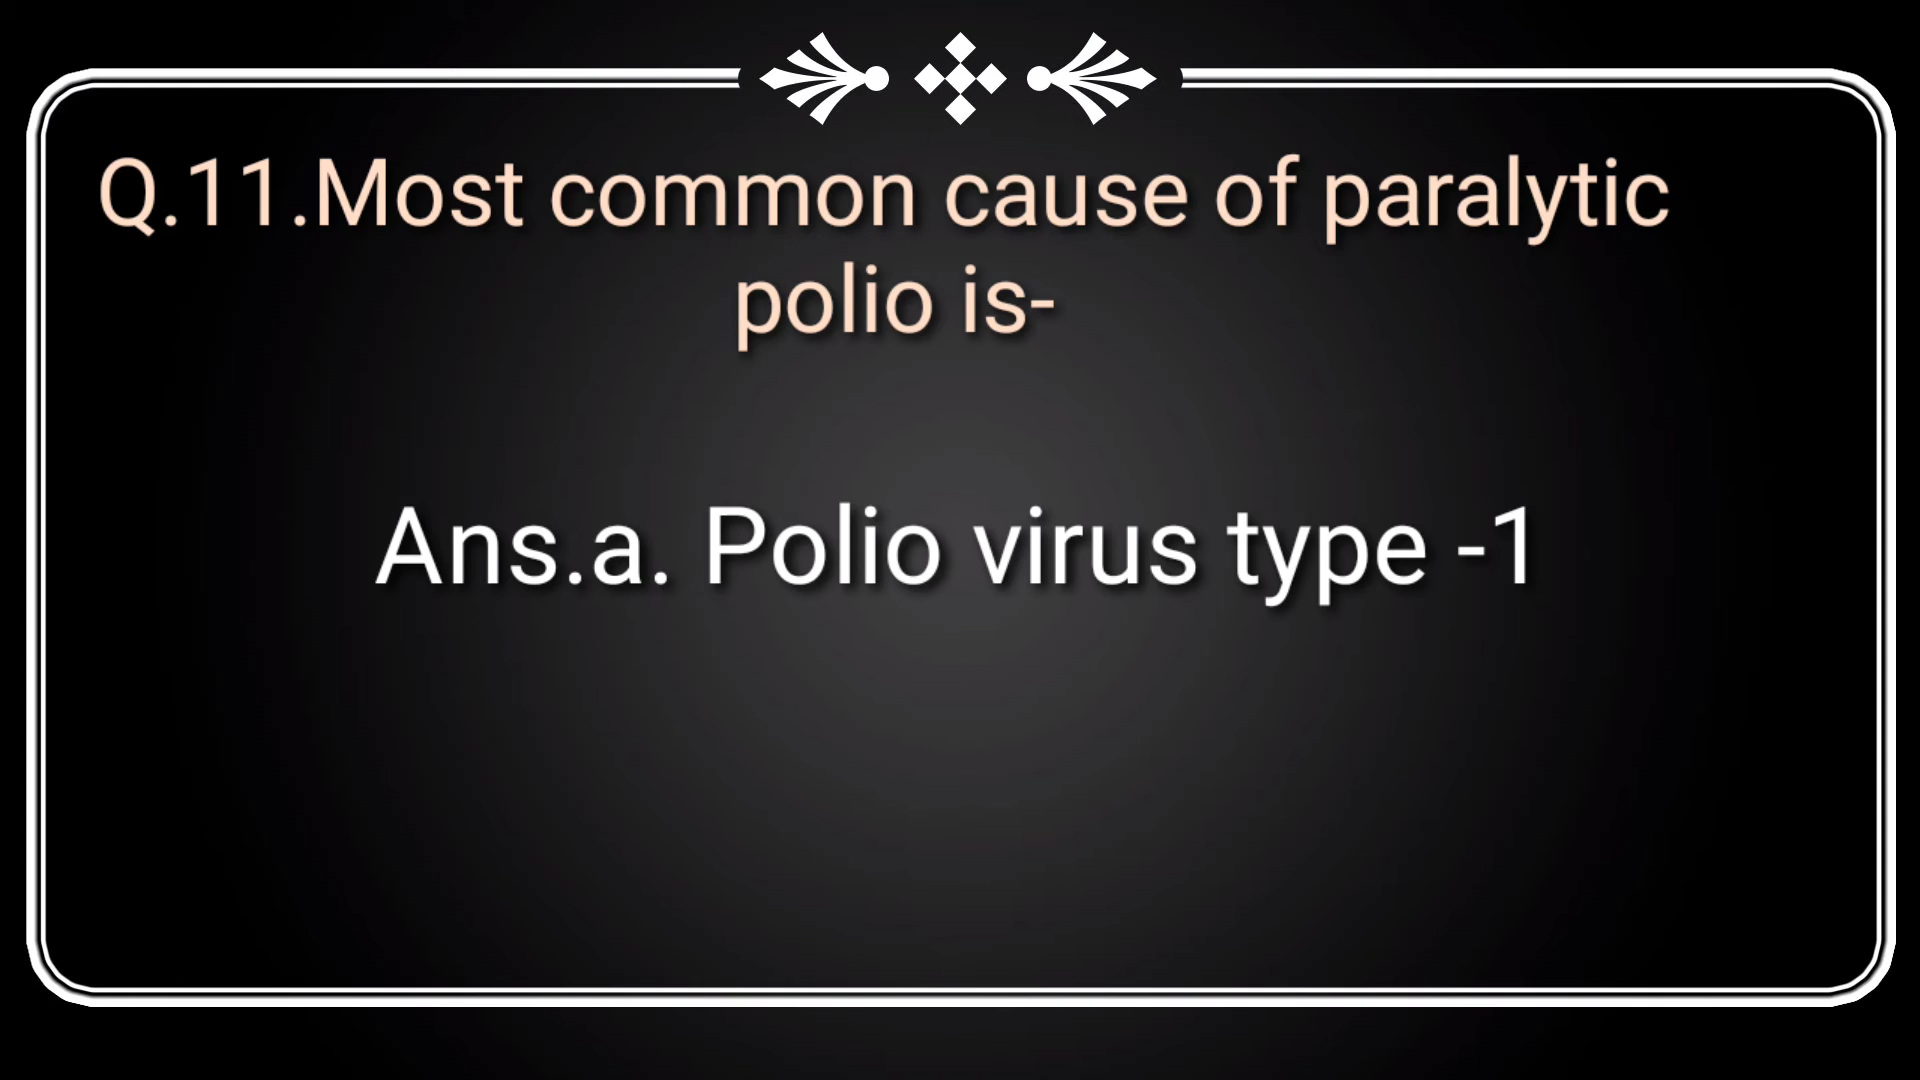 Q.11.Most common cause of paralytic
polio is-
Ans.a. Polio virus type -1